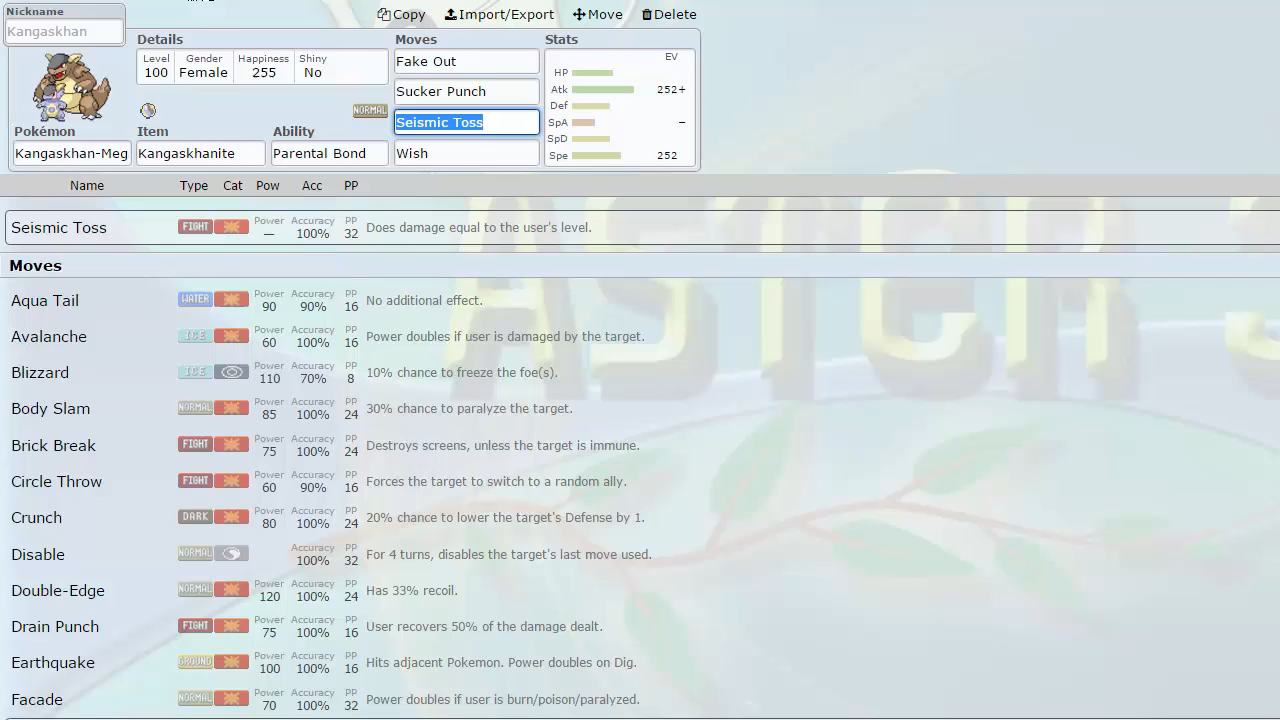 Nickname
Kangaskhan
Copy Import/Export Move Delete
Details
Level Gender Happiness Shiny
100 Female 255 No
NORMAL
Pokémon Item Ability
Kangaskhan-Meg Kangaskhanite Parental Bond
Moves
Fake Out
Sucker Punch
Seismic Toss
Wish
Stats
EV
HP
Atk 252+
Def
SpA −
SpD
Spe 252
Name Type Cat Pow Acc PP
Seismic Toss FIGHT Power — Accuracy 100% PP 32 Does damage equal to the user's level.
Moves
Aqua Tail WATER Power 90 Accuracy 90% PP 16 No additional effect.
Avalanche ICE Power 60 Accuracy 100% PP 16 Power doubles if user is damaged by the target.
Blizzard ICE Power 110 Accuracy 70% PP 8 10% chance to freeze the foe(s).
Body Slam NORMAL Power 85 Accuracy 100% PP 24 30% chance to paralyze the target.
Brick Break FIGHT Power 75 Accuracy 100% PP 24 Destroys screens, unless the target is immune.
Circle Throw FIGHT Power 60 Accuracy 90% PP 16 Forces the target to switch to a random ally.
Crunch DARK Power 80 Accuracy 100% PP 24 20% chance to lower the target's Defense by 1.
Disable NORMAL Accuracy 100% PP 32 For 4 turns, disables the target's last move used.
Double-Edge NORMAL Power 120 Accuracy 100% PP 24 Has 33% recoil.
Drain Punch FIGHT Power 75 Accuracy 100% PP 16 User recovers 50% of the damage dealt.
Earthquake GROUND Power 100 Accuracy 100% PP 16 Hits adjacent Pokemon. Power doubles on Dig.
Facade NORMAL Power 70 Accuracy 100% PP 32 Power doubles if user is burn/poison/paralyzed.